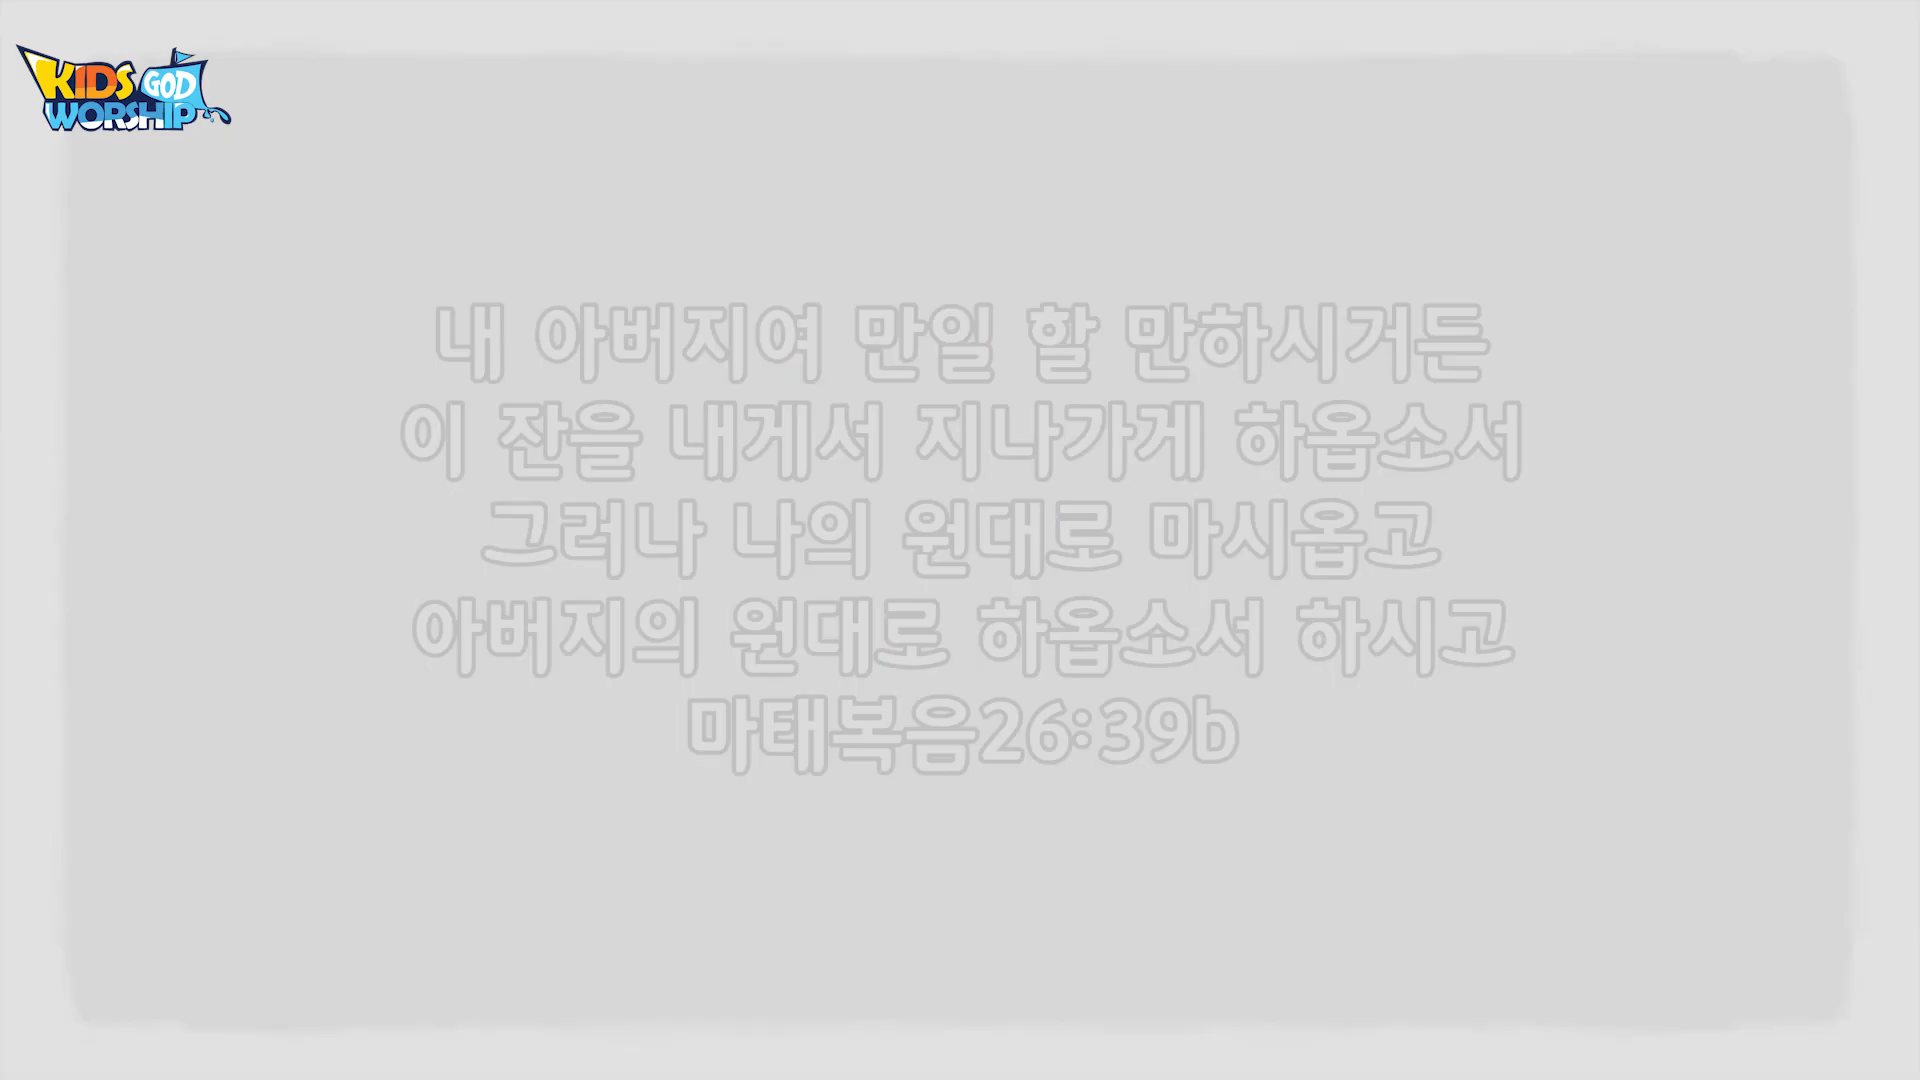 KIDS GOD
WORSHIP
내 아버지여 만일 할 만하시거든
이 잔을 내게서 지나가게 하옵소서
그러나 나의 원대로 마시옵고
아버지의 원대로 하옵소서 하시고
마태복음26:39b